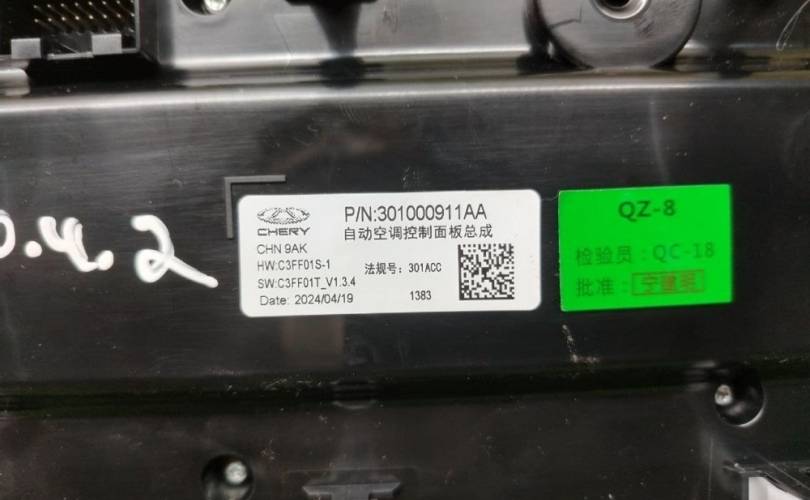 .4.2
CHERY
P/N:301000911AA
自动空调控制面板总成
CHN 9AK
HW:C3FF01S-1
法规号：301ACC
SW:C3FF01T_V1.3.4
Date: 2024/04/19
1383
QZ-8
检验员：QC-18
批准：